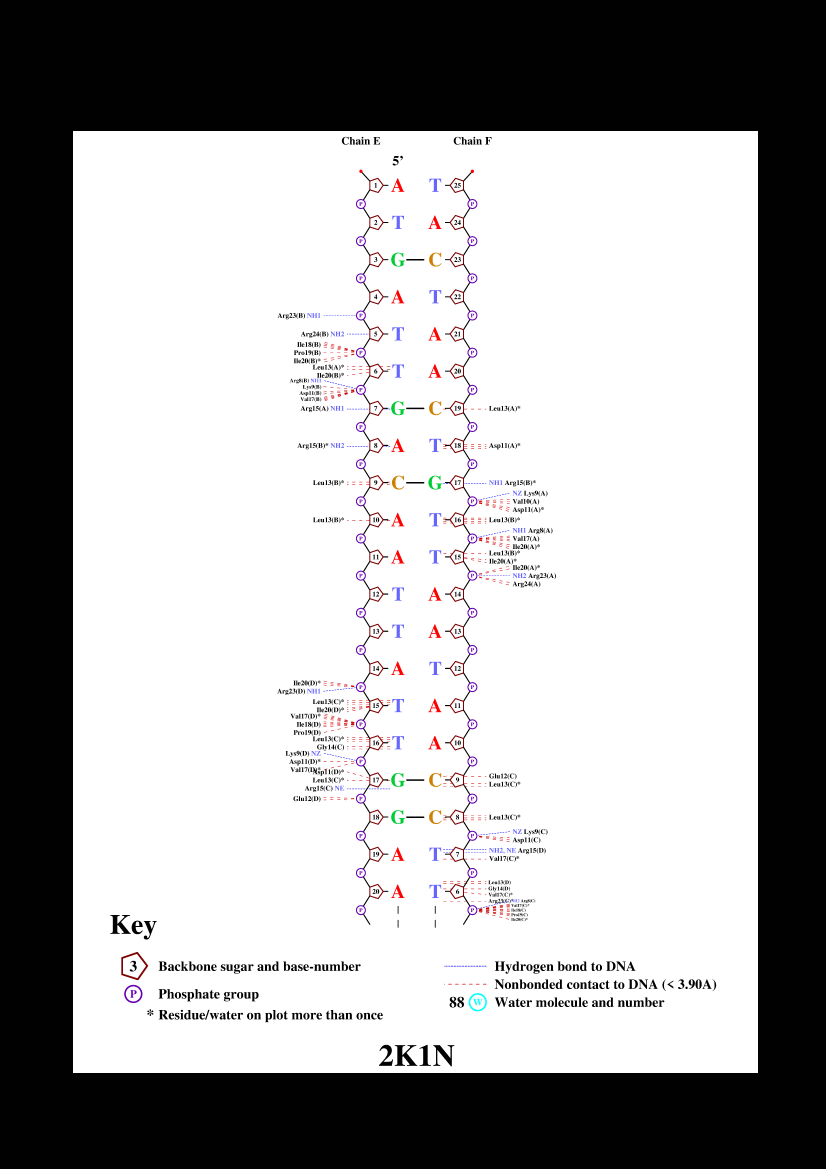 Chain E Chain F
5’
1 A T 25
P P
2 T A 24
P P
3 G C 23
P P
4 A T 22
Arg23(B) NH1 P P
Arg24(B) NH2 5 T A 21
Ile18(B)
Pro19(B) P P
Ile20(B)*
Leu13(A)* 6 T A 20
Ile20(B)*
Arg8(B) NH1
Lys9(B) P P
Asp11(B)
Val17(B)
Arg15(A) NH1 7 G C 19 Leu13(A)*
P P
Arg15(B)* NH2 8 A T 18 Asp11(A)*
P P
Leu13(B)* 9 C G 17 NH1 Arg15(B)*
NZ Lys9(A)
P P Val10(A)
Asp11(A)*
Leu13(B)* 10 A T 16 Leu13(B)*
NH1 Arg8(A)
P P Val17(A)
Ile20(A)*
11 A T 15 Leu13(B)*
Ile20(A)*
Ile20(A)*
P P NH2 Arg23(A)
Arg24(A)
12 T A 14
P P
13 T A 13
P P
14 A T 12
Ile20(D)* P P
Arg23(D) NH1
Leu13(C)* 15 T A 11
Ile20(D)*
Val17(D)*
Ile18(D) P P
Pro19(D)
Leu13(C)* 16 T A 10
Gly14(C)
Lys9(D) NZ
Asp11(D)* P P
Val17(D)*
Asp11(D)*
Leu13(C)* 17 G C 9 Glu12(C)
Leu13(C)*
Arg15(C) NE
Glu12(D) P P
18 G C 8 Leu13(C)*
P P NZ Lys9(C)
Asp11(C)
19 A T 7 NH2, NE Arg15(D)
Val17(C)*
P P
Leu13(D)
20 A T 6 Gly14(D)
Val17(C)*
P P
Key
3 Backbone sugar and base-number Hydrogen bond to DNA
Nonbonded contact to DNA (< 3.90A)
P Phosphate group
88 W Water molecule and number
* Residue/water on plot more than once
2K1N